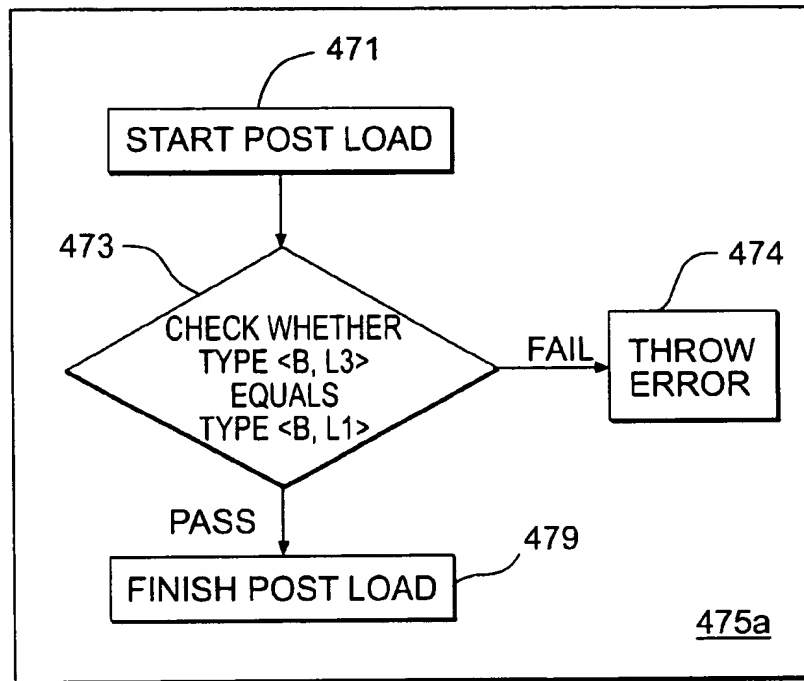 471
START POST LOAD
473
474
CHECK WHETHER
TYPE <B, L3>
EQUALS
TYPE <B, L1>
FAIL
THROW
ERROR
PASS
479
FINISH POST LOAD
475a